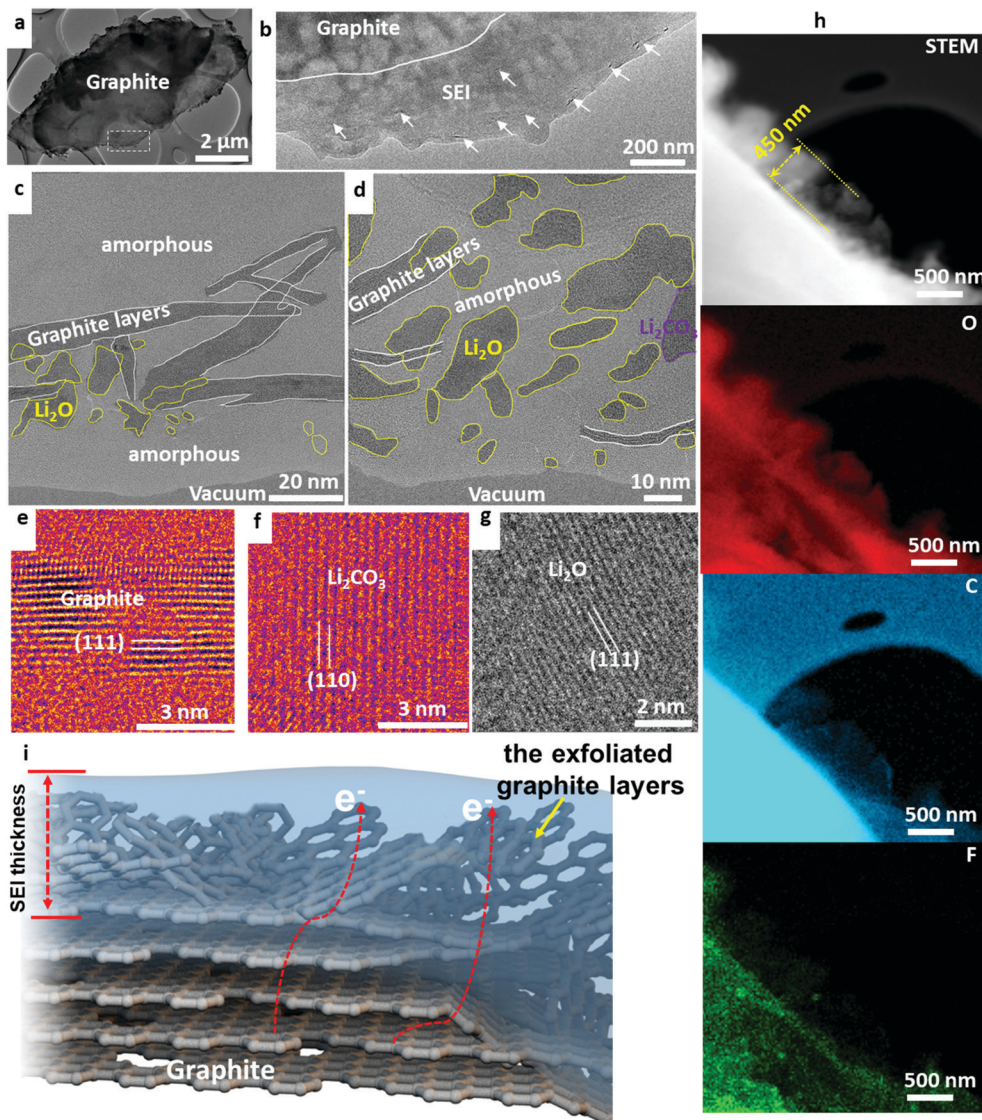 a
Graphite
2 µm
b
Graphite
SEI
200 nm
c
amorphous
Graphite layers
Li₂O
amorphous
Vacuum
20 nm
d
Graphite layers
amorphous
Li₂CO₃
Li₂O
Vacuum
10 nm
e
Graphite
(111)
3 nm
f
Li₂CO₃
(110)
3 nm
g
Li₂O
(111)
2 nm
h
STEM
450 nm
500 nm
O
500 nm
C
500 nm
F
500 nm
i
SEI thickness
e⁻
e⁻
the exfoliated
graphite layers
Graphite